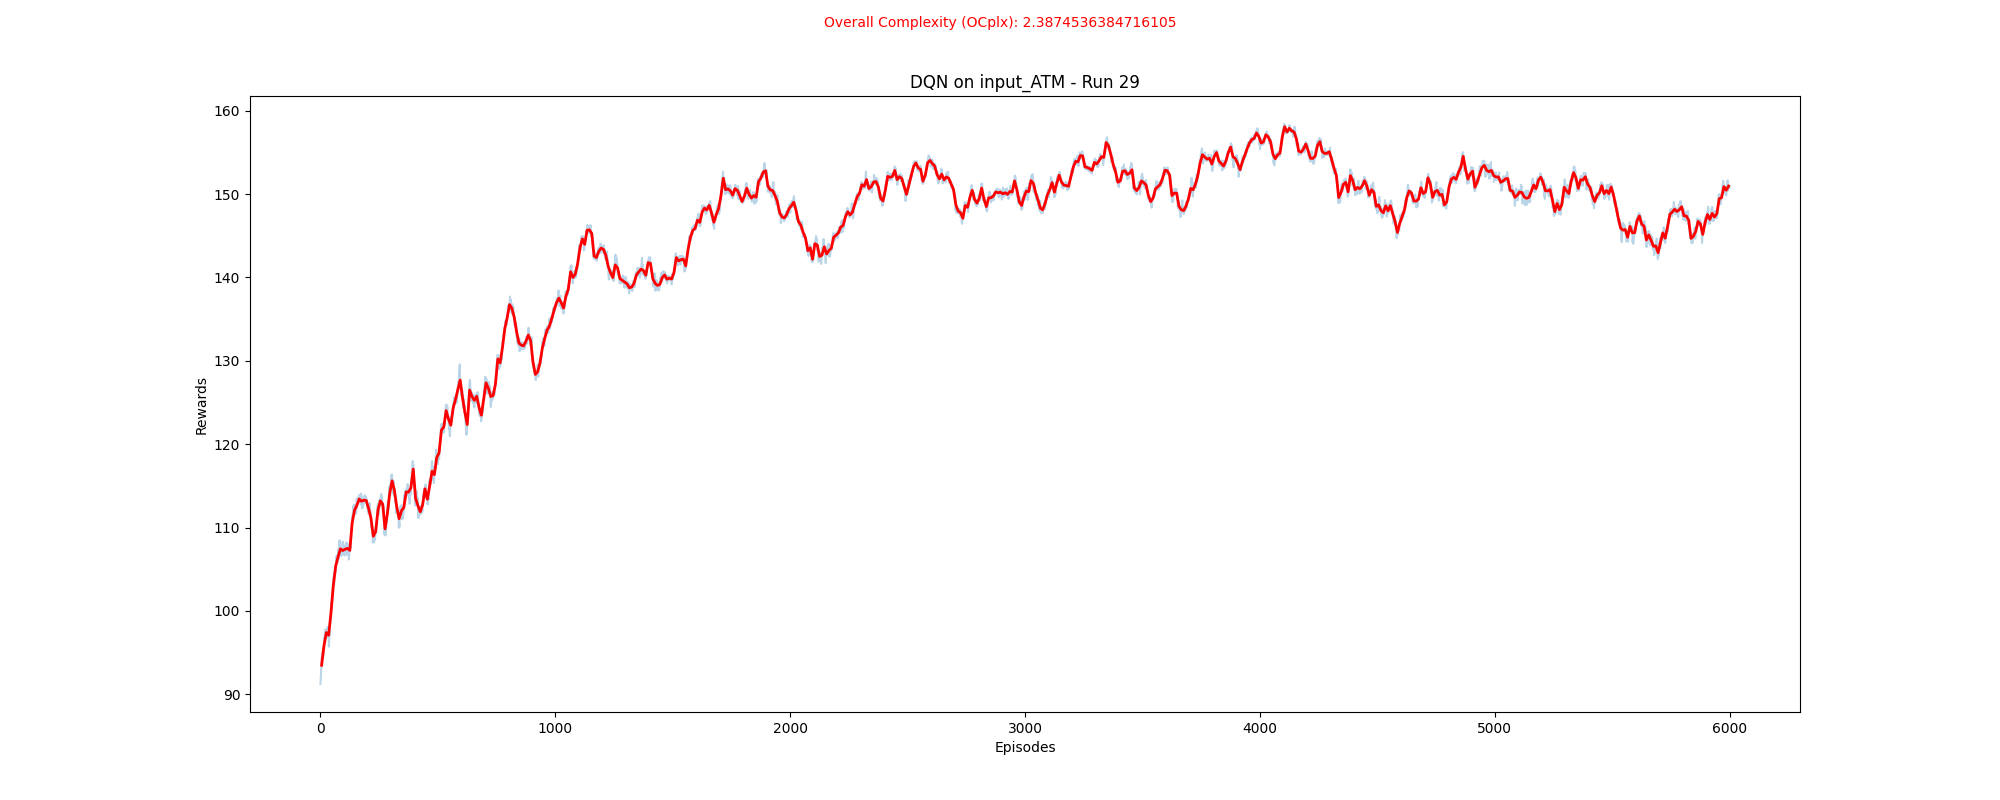 Overall Complexity (OCplx): 2.3874536384716105
DQN on input_ATM - Run 29
160
150
140
130
120
110
100
90
Rewards
0 1000 2000 3000 4000 5000 6000
Episodes